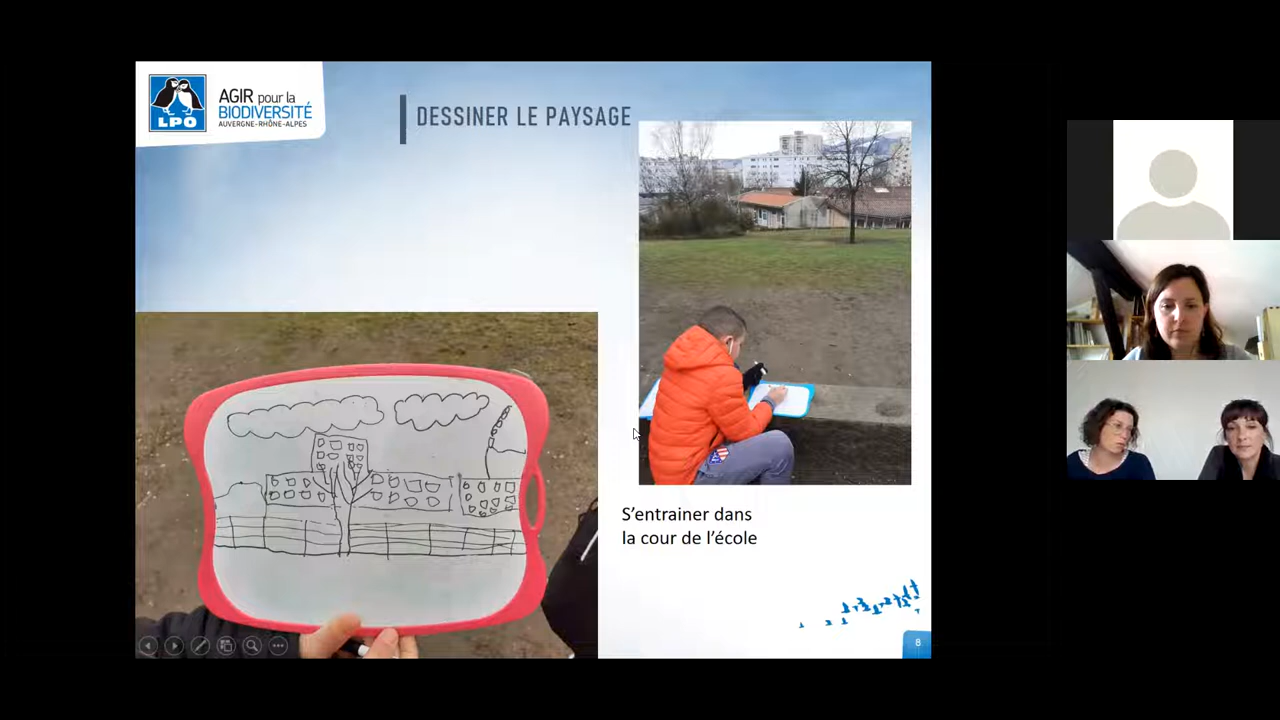 LPO
AGIR pour la
BIODIVERSITÉ
AUVERGNE-RHÔNE-ALPES
DESSINER LE PAYSAGE
S'entrainer dans
la cour de l'école
8